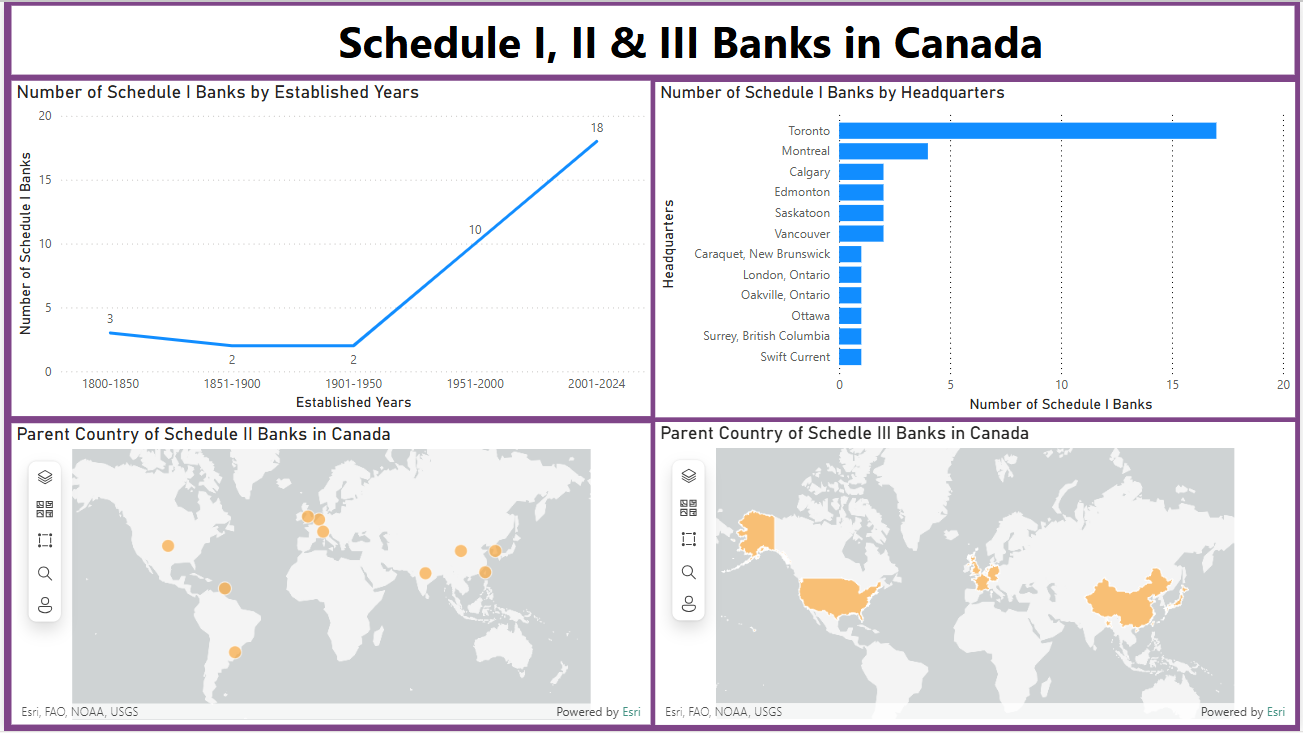 Schedule I, II & III Banks in Canada
Number of Schedule I Banks by Established Years
Number of Schedule I Banks
20
15
10
5
0
3
2
2
10
18
1800-1850
1851-1900
1901-1950
1951-2000
2001-2024
Established Years
Number of Schedule I Banks by Headquarters
Headquarters
Toronto
Montreal
Calgary
Edmonton
Saskatoon
Vancouver
Caraquet, New Brunswick
London, Ontario
Oakville, Ontario
Ottawa
Surrey, British Columbia
Swift Current
0
5
10
15
20
Number of Schedule I Banks
Parent Country of Schedule II Banks in Canada
Esri, FAO, NOAA, USGS
Powered by Esri
Parent Country of Schedle III Banks in Canada
Esri, FAO, NOAA, USGS
Powered by Esri